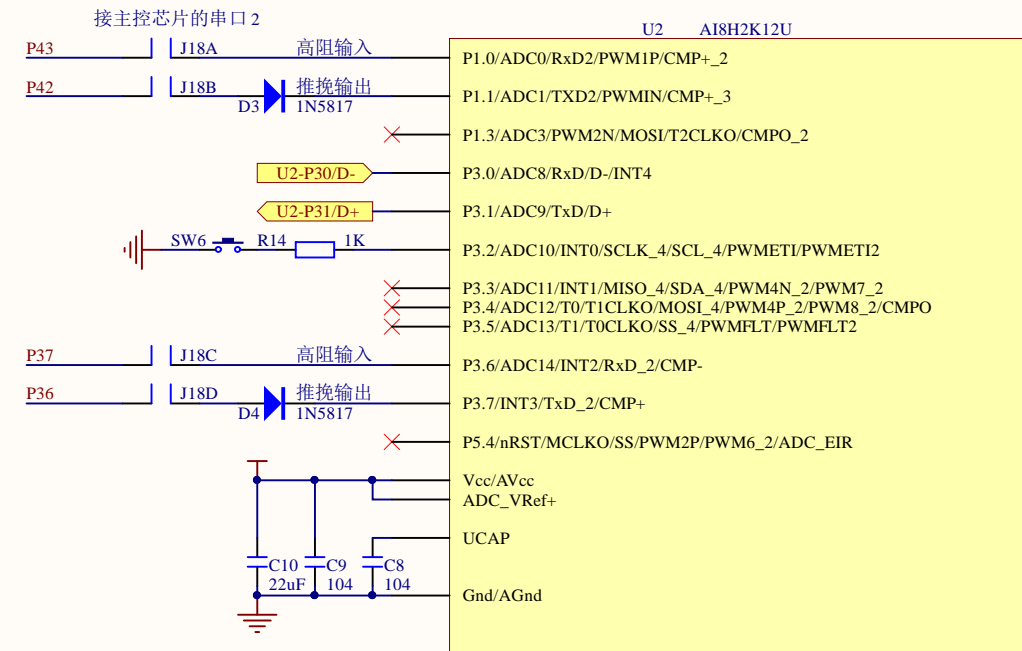 接主控芯片的串口 2
U2 AI8H2K12U
P43 J18A 高阻输入 P1.0/ADC0/RxD2/PWM1P/CMP+_2
P42 J18B D3 推挽输出 1N5817 P1.1/ADC1/TXD2/PWMIN/CMP+_3
P1.3/ADC3/PWM2N/MOSI/T2CLKO/CMPO_2
U2-P30/D- P3.0/ADC8/RxD/D-/INT4
U2-P31/D+ P3.1/ADC9/TxD/D+
SW6 R14 1K P3.2/ADC10/INT0/SCLK_4/SCL_4/PWMETI/PWMETI2
P3.3/ADC11/INT1/MISO_4/SDA_4/PWM4N_2/PWM7_2
P3.4/ADC12/T0/T1CLKO/MOSI_4/PWM4P_2/PWM8_2/CMPO
P3.5/ADC13/T1/T0CLKO/SS_4/PWMFLT/PWMFLT2
P37 J18C 高阻输入 P3.6/ADC14/INT2/RxD_2/CMP-
P36 J18D D4 推挽输出 1N5817 P3.7/INT3/TxD_2/CMP+
P5.4/nRST/MCLKO/SS/PWM2P/PWM6_2/ADC_EIR
Vcc/AVcc
ADC_VRef+
UCAP
C10 C9 C8
22uF 104 104
Gnd/AGnd